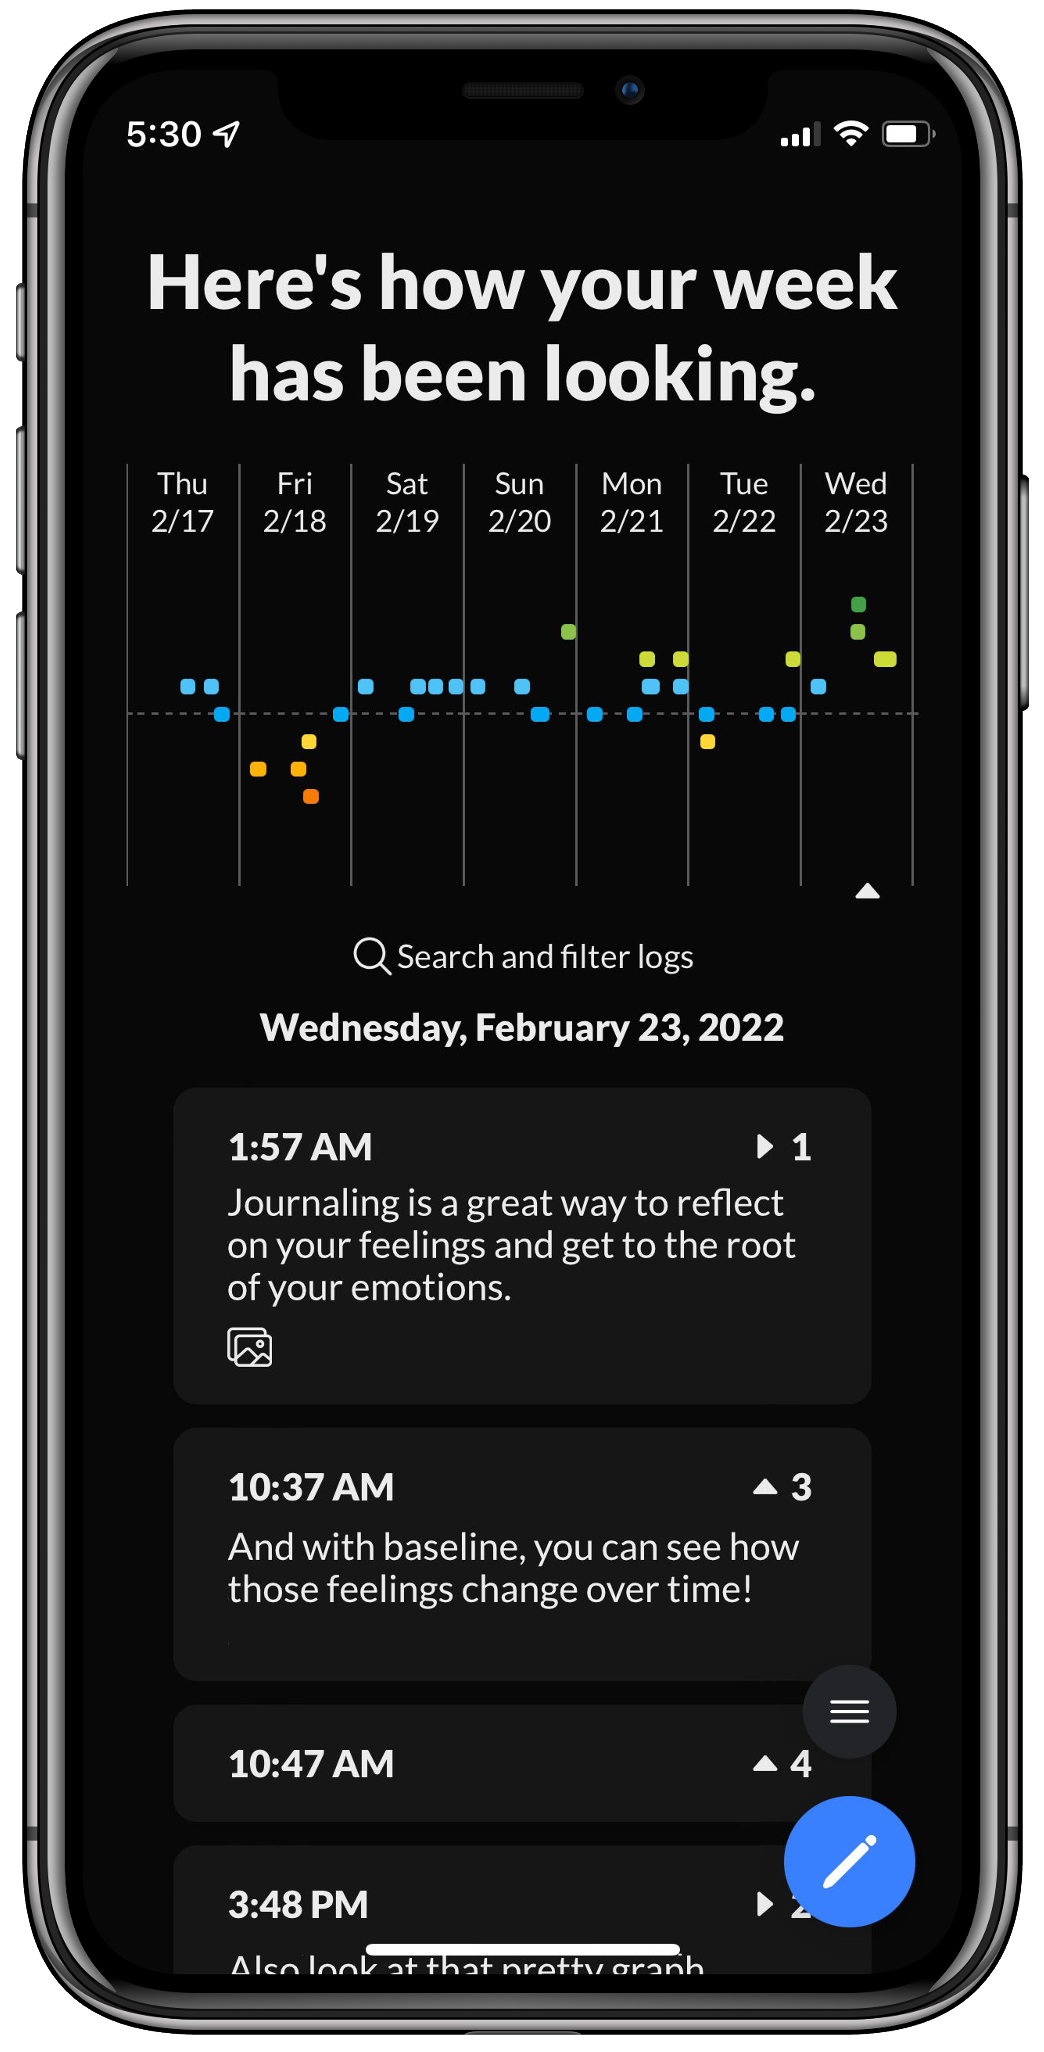 5:30
Here's how your week
has been looking.
Thu Fri Sat Sun Mon Tue Wed
2/17 2/18 2/19 2/20 2/21 2/22 2/23
Search and filter logs
Wednesday, February 23, 2022
1:57 AM 1
Journaling is a great way to reflect
on your feelings and get to the root
of your emotions.
10:37 AM 3
And with baseline, you can see how
those feelings change over time!
10:47 AM 4
3:48 PM 2
Also look at that pretty graph